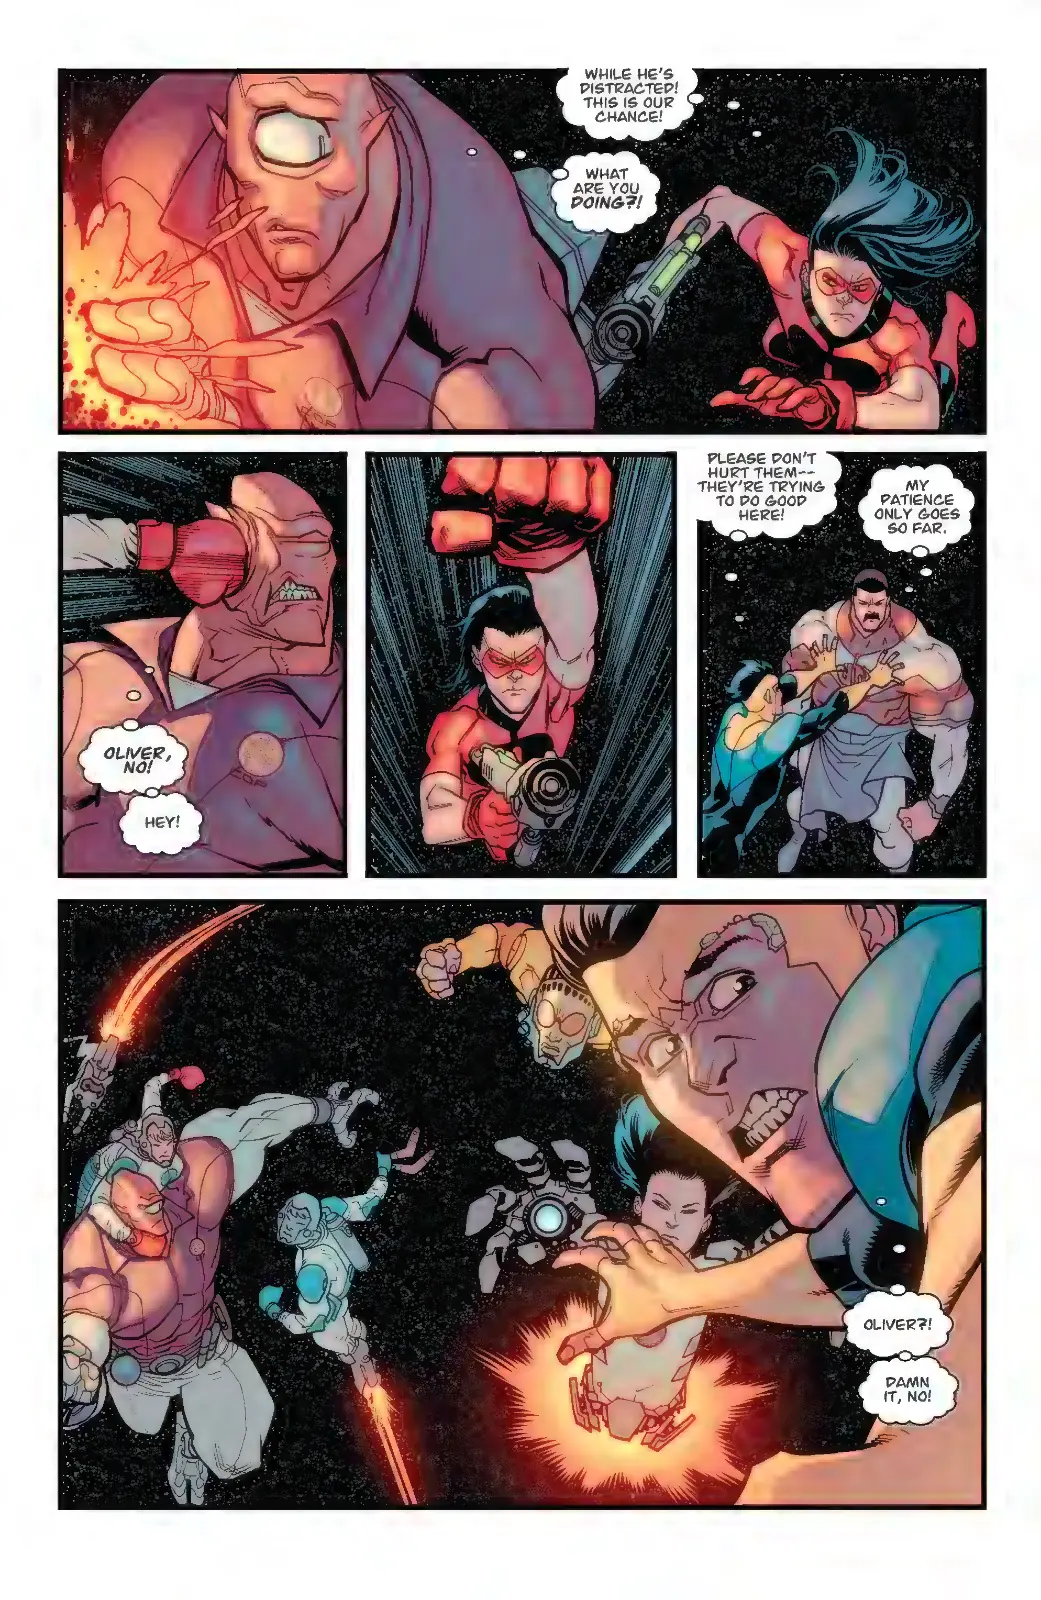 WHILE HE'S
DISTRACTED!
THIS IS OUR
CHANCE!
WHAT
ARE YOU
DOING?!
OLIVER,
NO!
HEY!
PLEASE DON'T
HURT THEM--
THEY'RE TRYING
TO DO GOOD
HERE!
MY
PATIENCE
ONLY GOES
SO FAR.
OLIVER?!
DAMN
IT, NO!